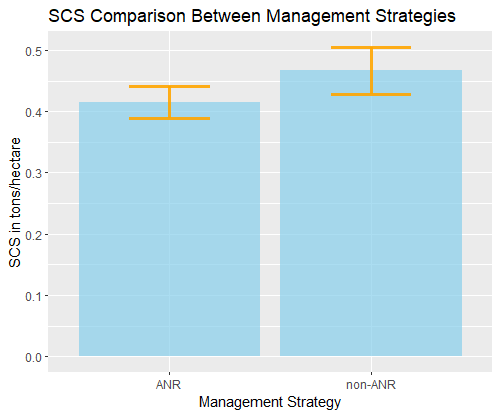 SCS Comparison Between Management Strategies
SCS in tons/hectare
0.5
0.4
0.3
0.2
0.1
0.0
ANR
non-ANR
Management Strategy